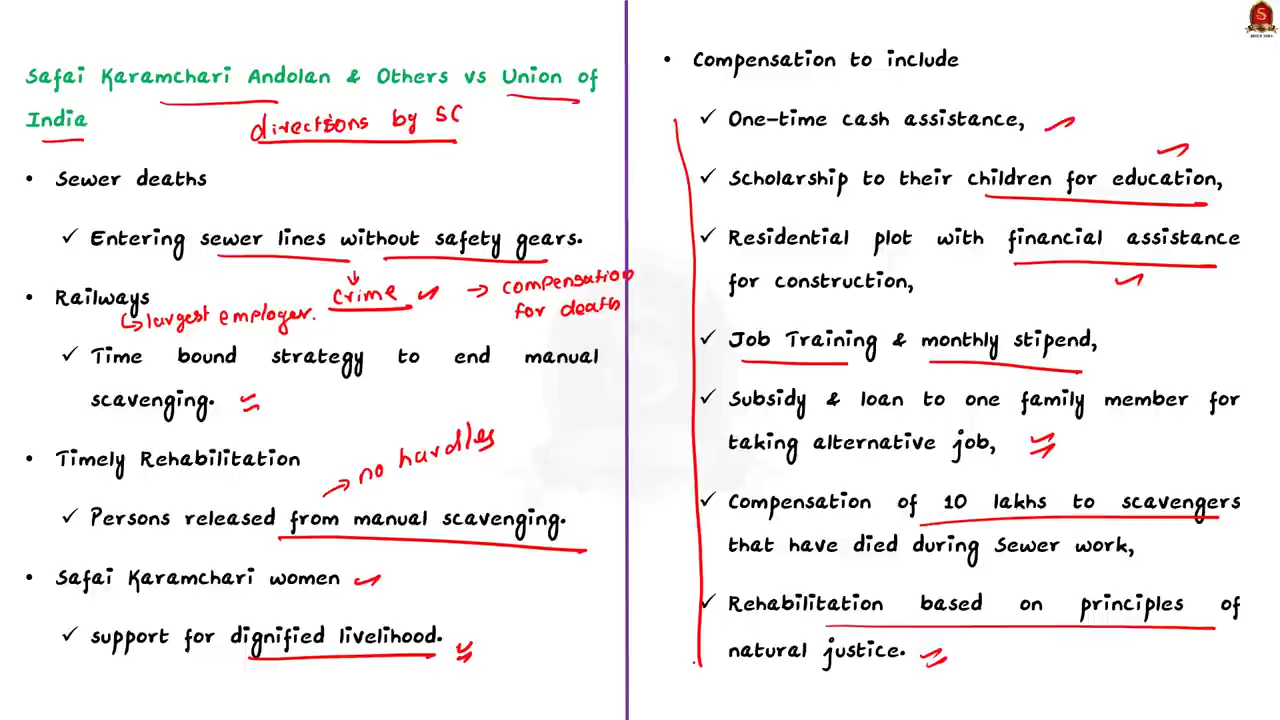 Safai Karamchari Andolan & Others vs Union of
India
directions by SC
• Sewer deaths
✓ Entering sewer lines without safety gears.
crime → compensation
for death
• Railways
largest employer.
✓ Time bound strategy to end manual
scavenging.
• Timely Rehabilitation
→ no hardles
✓ Persons released from manual scavenging.
• Safai Karamchari women
✓ support for dignified livelihood.
• Compensation to include
✓ One-time cash assistance,
✓ Scholarship to their children for education,
✓ Residential plot with financial assistance
for construction,
✓ Job Training & monthly stipend,
✓ Subsidy & loan to one family member for
taking alternative job,
✓ Compensation of 10 lakhs to scavengers
that have died during Sewer work,
✓ Rehabilitation based on principles of
natural justice.